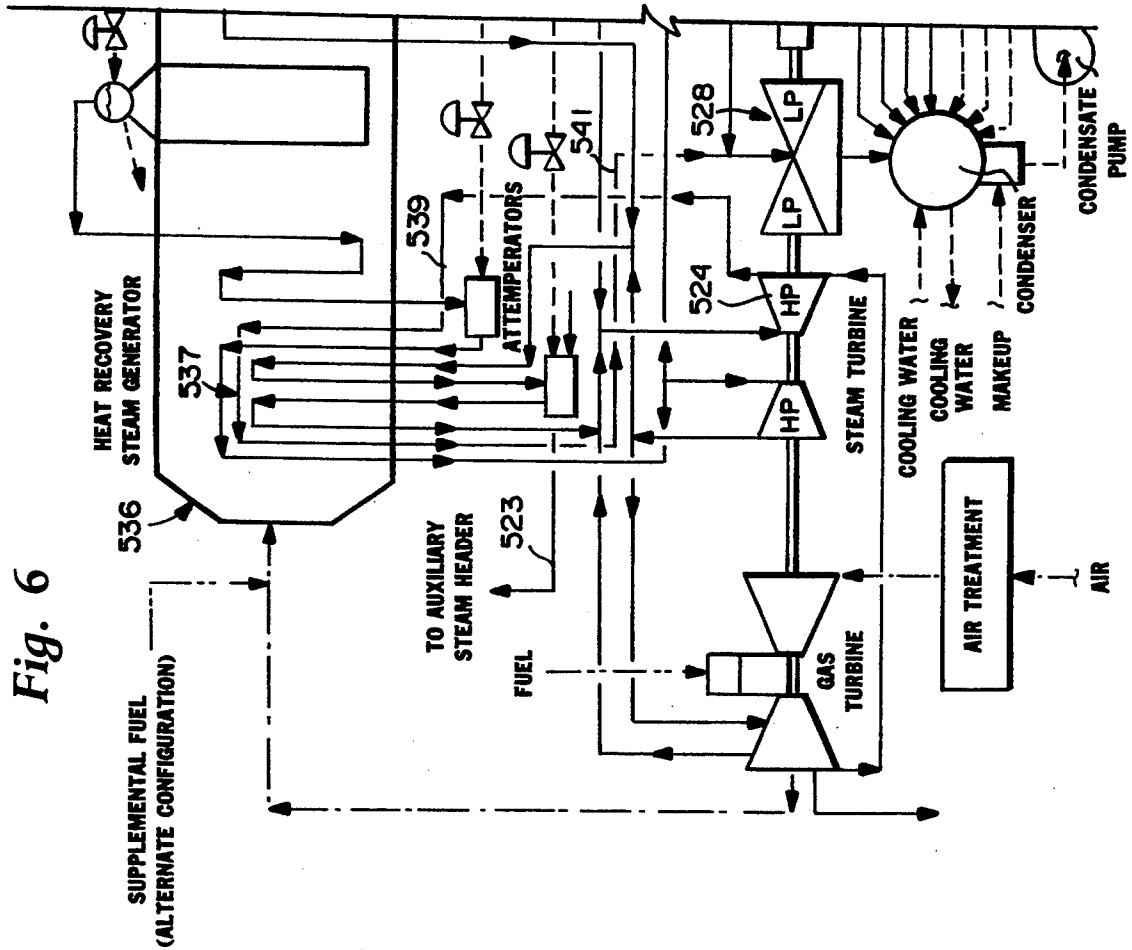 Fig. 6
SUPPLEMENTAL FUEL
(ALTERNATE CONFIGURATION)
536
HEAT RECOVERY
STEAM GENERATOR
537
539
ATTEMPERATORS
541
TO AUXILIARY
STEAM HEADER
523
FUEL
GAS
TURBINE
HP
HP
524
STEAM TURBINE
LP
LP
528
AIR TREATMENT
AIR
COOLING WATER
COOLING
WATER
MAKEUP
CONDENSER
CONDENSATE
PUMP